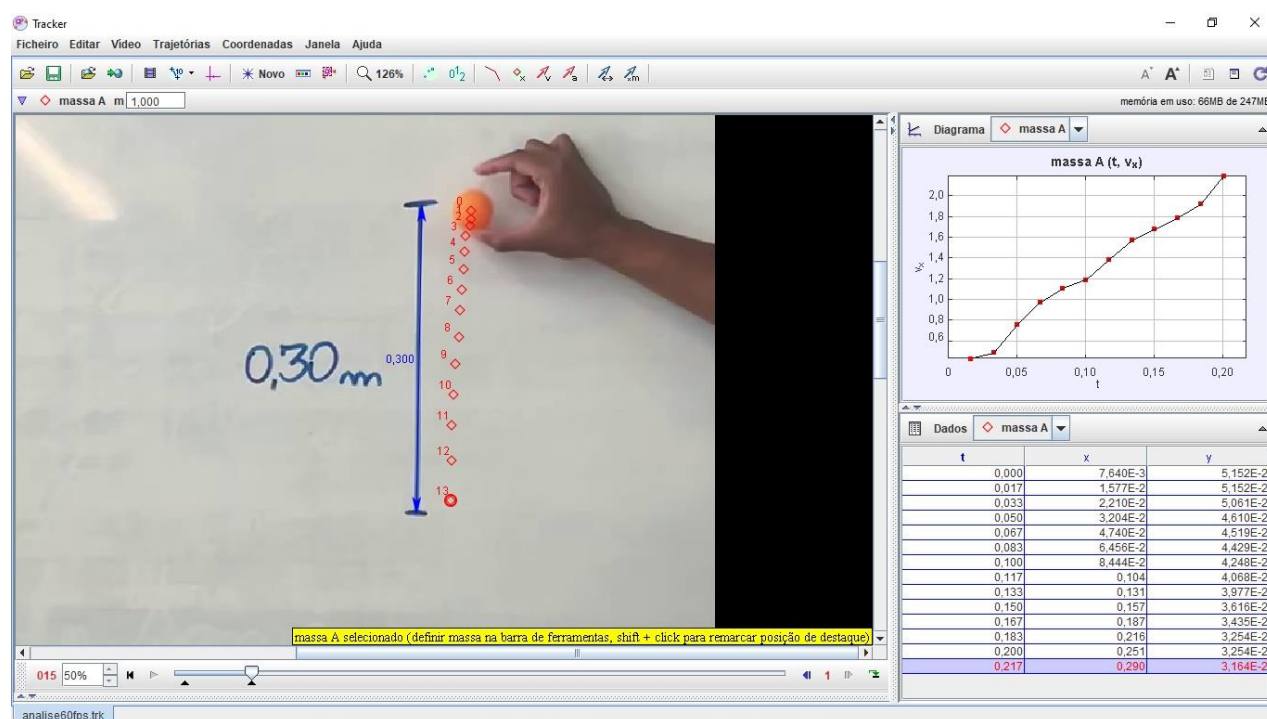 Tracker
Ficheiro Editar Video Trajetórias Coordenadas Janela Ajuda
Novo 126%
massa A m 1,000
memória em uso: 66MB de 247MB
0
1
2
3
4
5
6
7
8
9
10
11
12
13
0,30m
0,300
massa A selecionado (definir massa na barra de ferramentas, shift + click para remarcar posição de destaque)
015 50%
1
analise60fps.trk
Diagrama massa A
massa A (t, vx)
2,0
1,8
1,6
1,4
1,2
1,0
0,8
0,6
vx
0 0,05 0,10 0,15 0,20
t
Dados massa A
t x y
0,000 7,640E-3 5,152E-2
0,017 1,577E-2 5,152E-2
0,033 2,210E-2 5,061E-2
0,050 3,204E-2 4,610E-2
0,067 4,740E-2 4,519E-2
0,083 6,456E-2 4,429E-2
0,100 8,444E-2 4,248E-2
0,117 0,104 4,068E-2
0,133 0,131 3,977E-2
0,150 0,157 3,616E-2
0,167 0,187 3,435E-2
0,183 0,216 3,254E-2
0,200 0,251 3,254E-2
0,217 0,290 3,164E-2